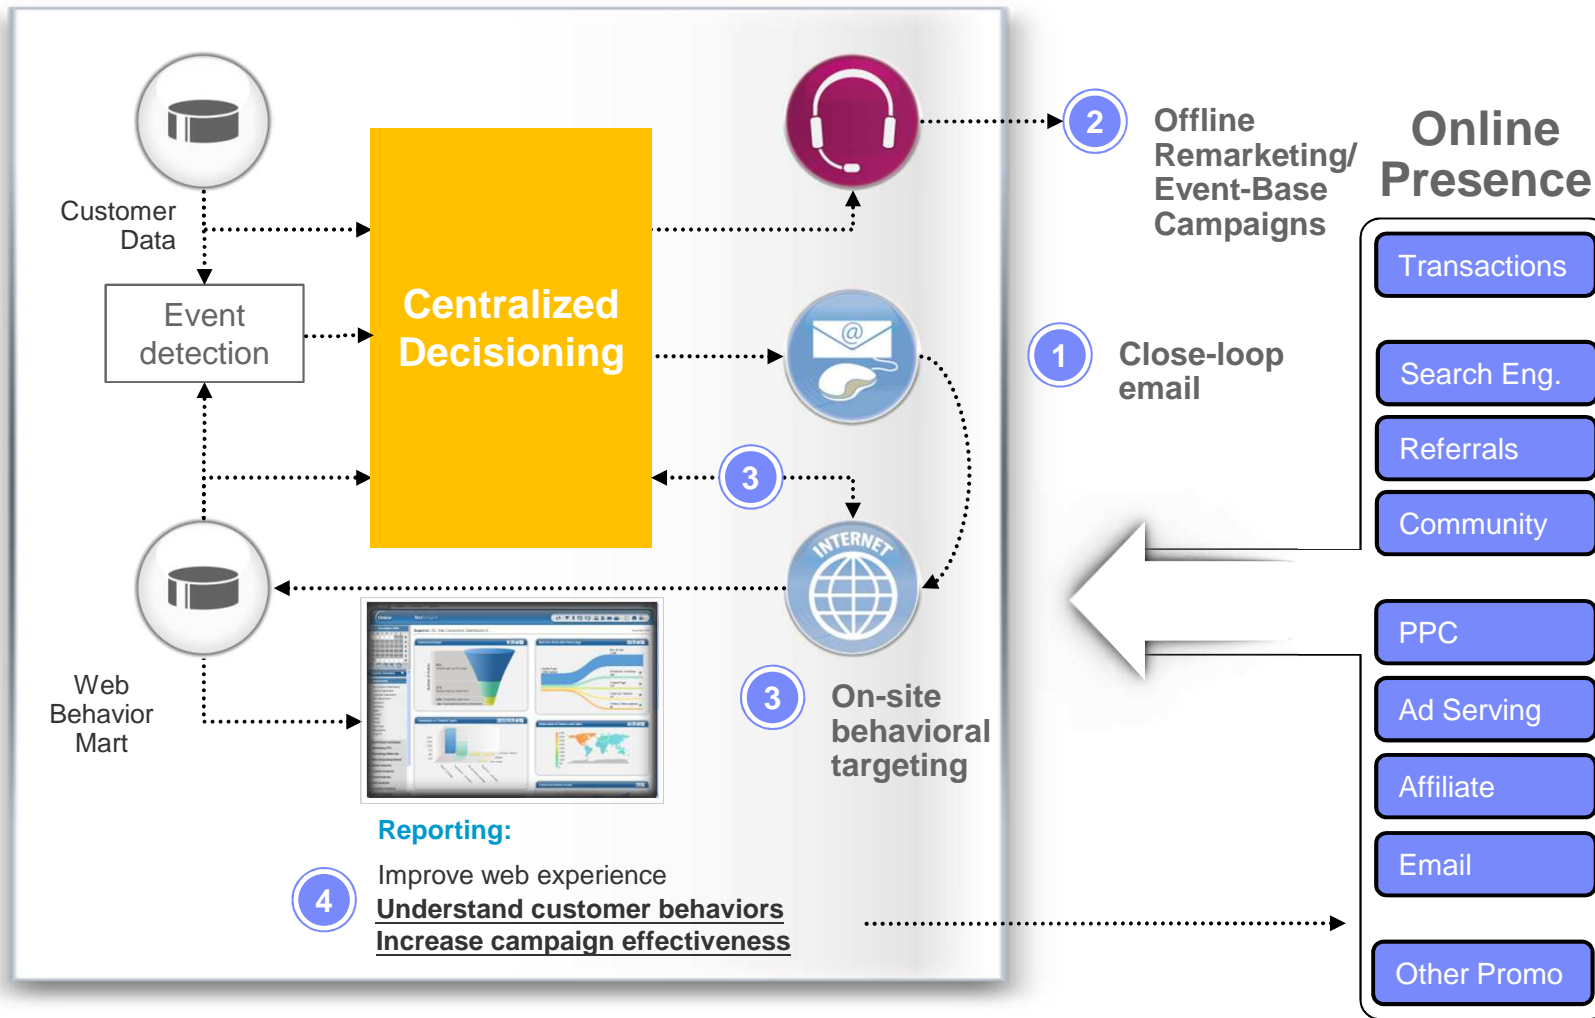 Customer
Data
Event
detection
Centralized
Decisioning
2
Offline
Remarketing/
Event-Base
Campaigns
@
1
Close-loop
email
3
INTERNET
Web
Behavior
Mart
3
On-site
behavioral
targeting
Reporting:
4
Improve web experience
Understand customer behaviors
Increase campaign effectiveness
Online
Presence
Transactions
Search Eng.
Referrals
Community
PPC
Ad Serving
Affiliate
Email
Other Promo